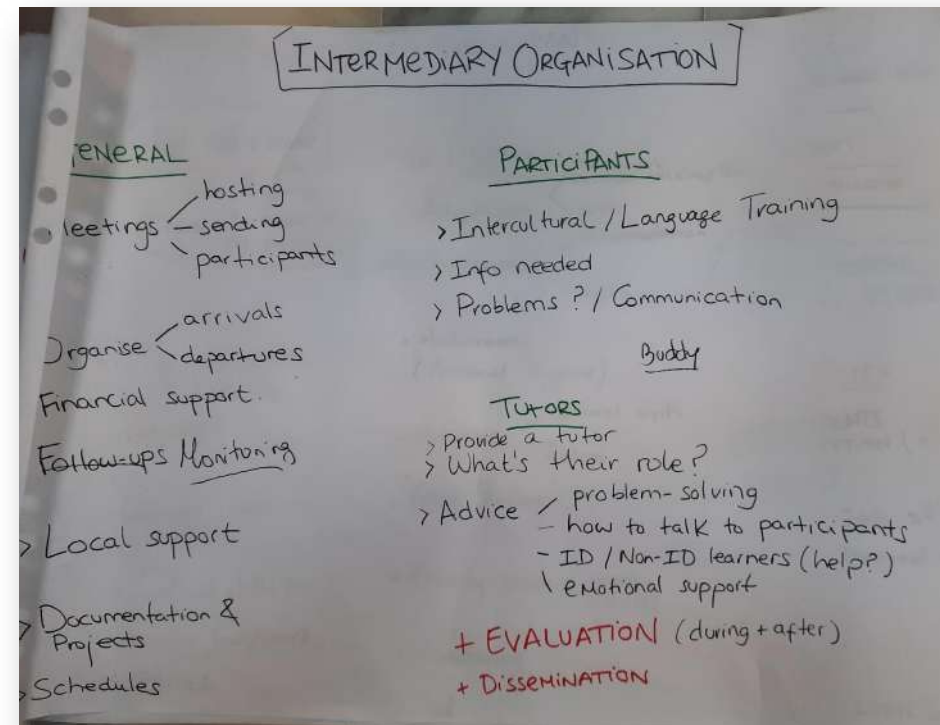 INTERMEDIARY ORGANISATION
ENERAL
leetings
hosting
- sending
participants
Organise
arrivals
departures
Financial support.
Follow-ups Monitoring
> Local support
> Documentation &
Projects
> Schedules
PARTICIPANTS
> Intercultural / Language Training
> Info needed
> Problems ? / Communication
Buddy
TUTORS
> Provide a tutor
> What's their role?
> Advice
problem-solving
- how to talk to participants
- ID / Non-ID learners (help?)
emotional support
+ EVALUATION (during + after)
+ DISSEMINATION